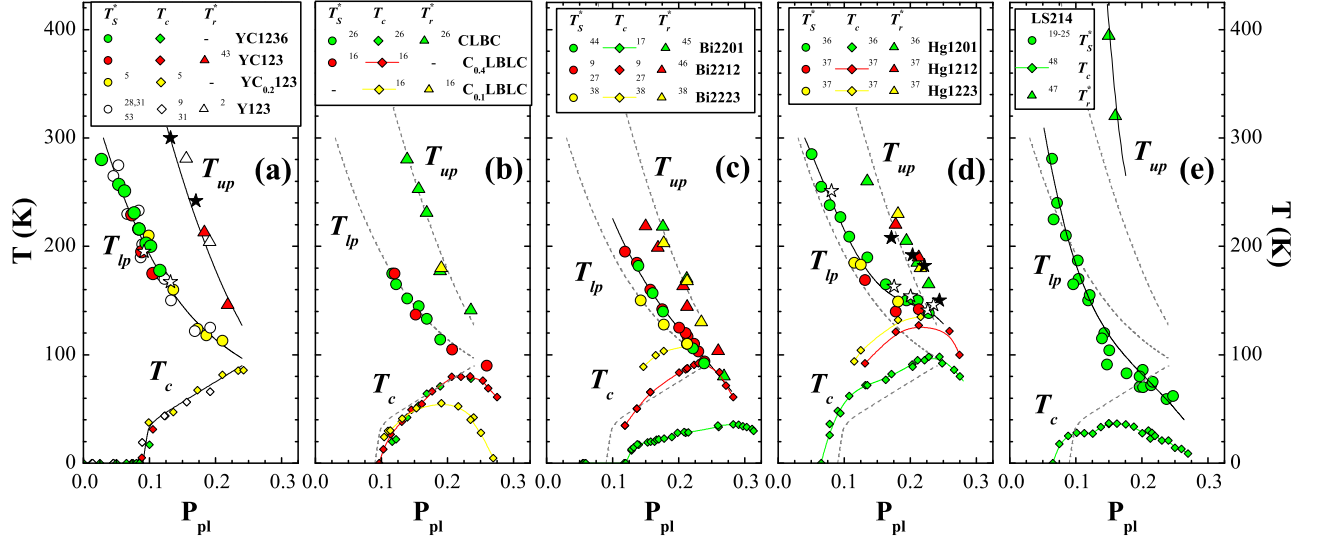 T (K)
400
300
200
100
0
T*S Tc T*r
- YC1236
43 YC123
5 5 - YC0.2123
28,31 53 9 31 2 Y123
(a)
Tup
Tlp
Tc
0.0 0.1 0.2 0.3
Ppl
T*S Tc T*r
26 26 26 CLBC
16 16 - C0.4LBLC
- 16 16 C0.1LBLC
(b)
Tup
Tlp
Tc
0.0 0.1 0.2 0.3
Ppl
T*S Tc T*r
44 17 45 Bi2201
9 27 9 27 46 Bi2212
38 38 38 Bi2223
(c)
Tup
Tlp
Tc
0.0 0.1 0.2 0.3
Ppl
T*S Tc T*r
36 36 36 Hg1201
37 37 37 Hg1212
37 37 37 Hg1223
(d)
Tup
Tlp
Tc
0.0 0.1 0.2 0.3
Ppl
LS214
19-25 T*S
48 Tc
47 T*r
(e)
Tup
Tlp
Tc
0.0 0.1 0.2 0.3
Ppl
400
300
200
100
0
T (K)